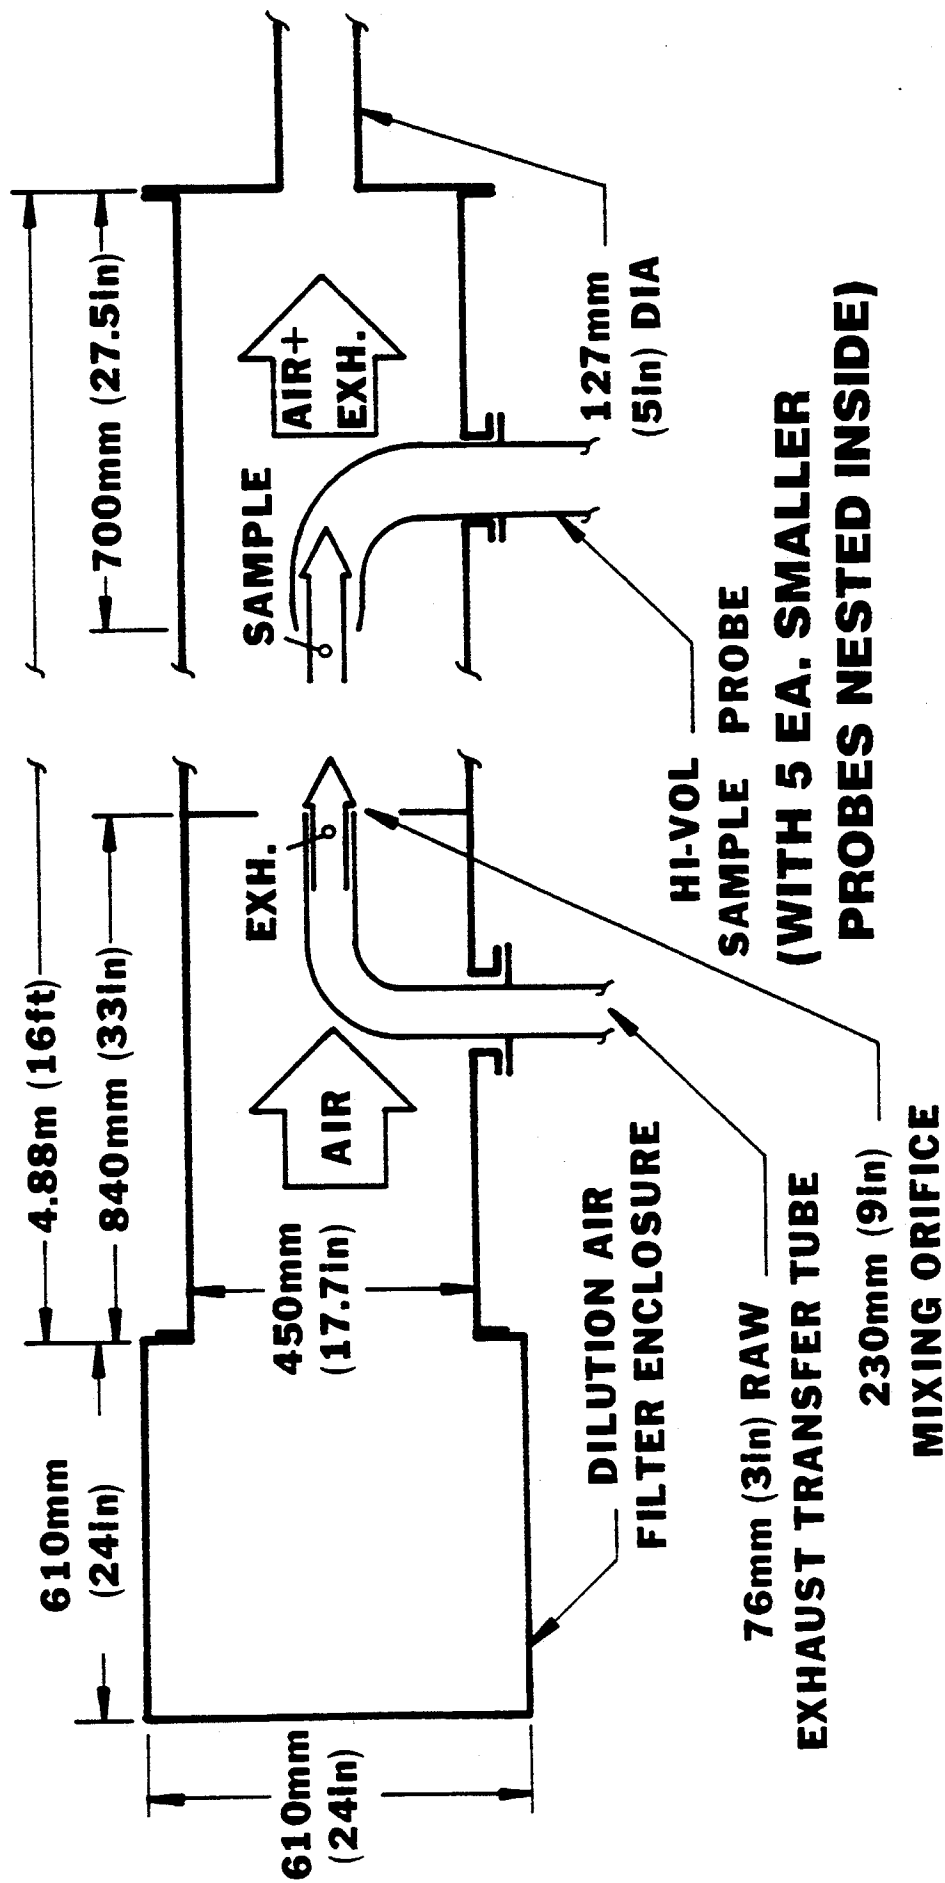 4.88m (16ft)
610mm
(24in)
840mm (33in)
700mm (27.5in)
610mm
(24in)
450mm
(17.7in)
AIR
EXH.
SAMPLE
AIR+
EXH.
DILUTION AIR
FILTER ENCLOSURE
76mm (3in) RAW
EXHAUST TRANSFER TUBE
230mm (9in)
MIXING ORIFICE
HI-VOL
SAMPLE PROBE
(WITH 5 EA. SMALLER
PROBES NESTED INSIDE)
127mm
(5in) DIA